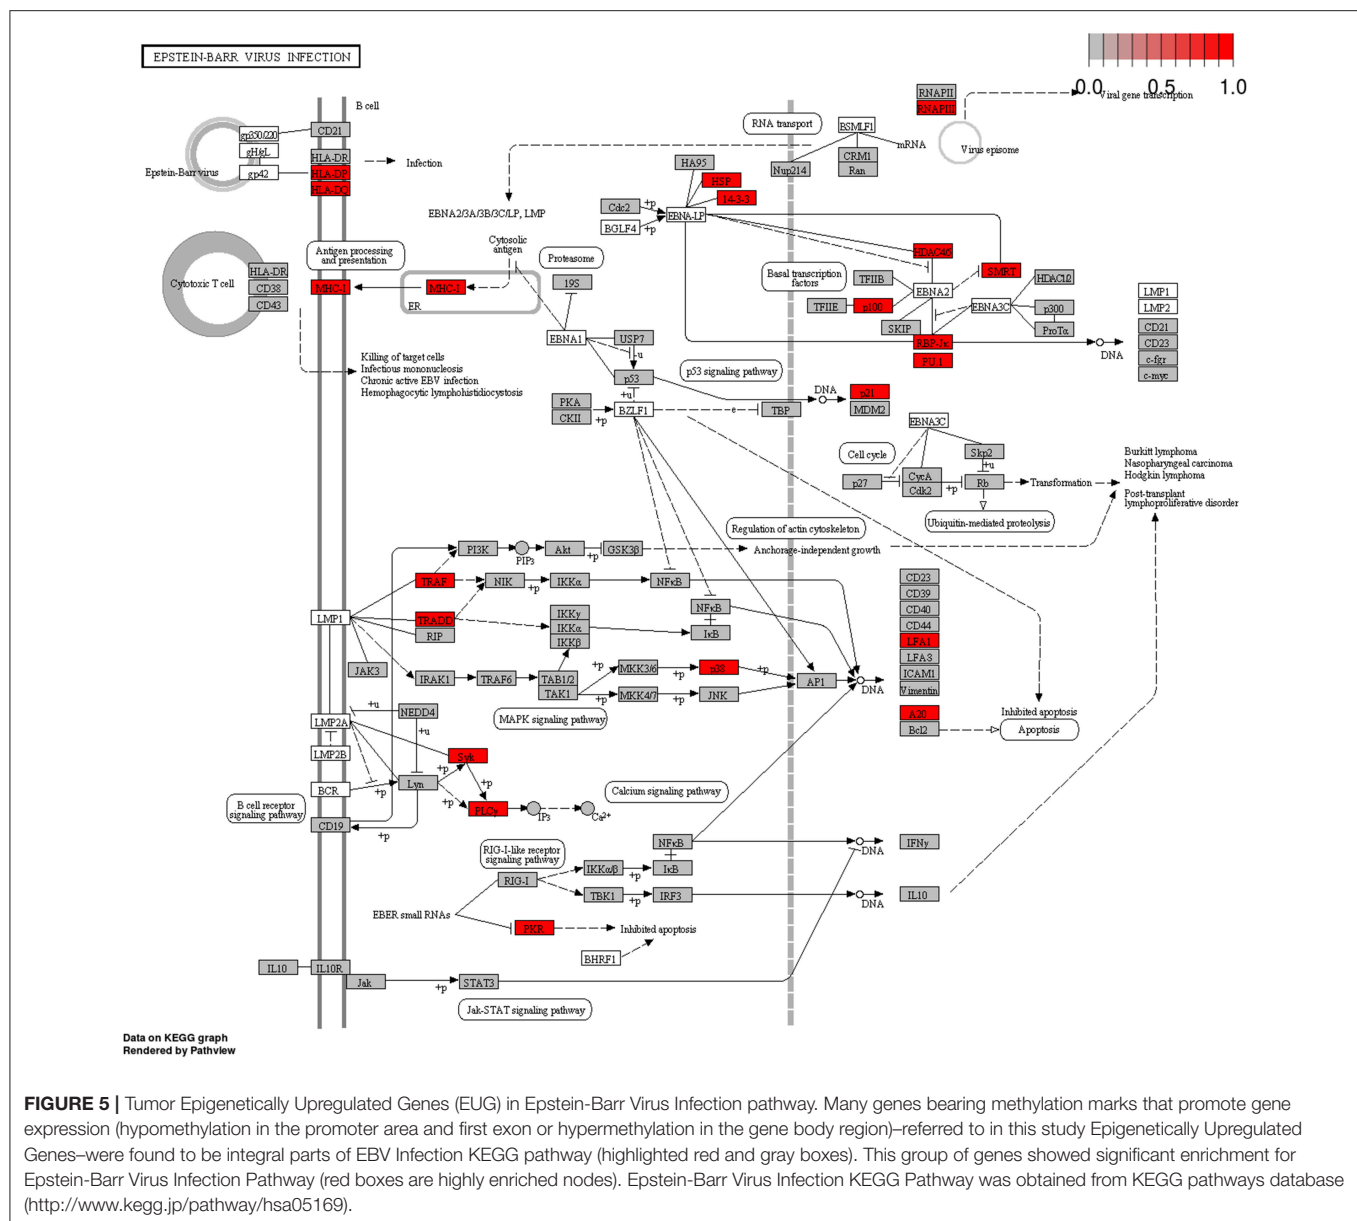 EPSTEIN-BARR VIRUS INFECTION
0.0 0.5 1.0
B cell
RNAPII
RNAPIII
Viral gene transcription
Virus episome
gp350/220
gHgL
gp42
Epstein-Barr virus
CD21
HLA-DR
HLA-DP
HLA-DQ
Infection
RNA transport
BSMLF1
mRNA
Nup214
CRM1
Ran
HA95
HSP
14-3-3
Cdc2
+p
BGLF4
+p
EBNA-LP
EBNA2/3A/3B/3C/LP, LMP
Cytosolic
antigen
Proteasome
19S
Cytotoxic T cell
HLA-DR
CD38
CD43
Antigen processing
and presentation
MHC-I
MHC-I
ER
Killing of target cells
Infectious mononucleosis
Chronic active EBV infection
Hemophagocytic lymphohistidiocystosis
Basal transcription
factors
HDAC4/5
SMRT
TFIIB
TFIIE
p100
EBNA2
EBNA3C
HDAC1/2
p300
ProTα
SKIP
RBP-Jκ
PU.1
DNA
LMP1
LMP2
CD21
CD23
c-fgr
c-myc
EBNA1
USP7
-u
p53
+u
p53 signaling pathway
DNA
p21
MDM2
PKA
CKII
+p
BZLF1
e
TBP
EBNA3C
Cell cycle
Skp2
+u
p27
CycA
Cdk2
+p
Rb
Transformation
Ubiquitin-mediated proteolysis
Burkitt lymphoma
Nasopharyngeal carcinoma
Hodgkin lymphoma
Post-transplant
lymphoproliferative disorder
Regulation of actin cytoskeleton
Anchorage-independent growth
PI3K
PIP3
Akt
+p
GSK3β
TRAF
NIK
+p
IKKα
NFκB
LMP1
TRADD
RIP
IKKγ
IKKα
IKKβ
NFκB
IκB
JAK3
IRAK1
TRAF6
TAB1/2
TAK1
+p
+p
MKK3/6
+p
p38
+p
MKK4/7
+p
JNK
AP1
DNA
MAPK signaling pathway
CD23
CD39
CD40
CD44
LFA1
LFA3
ICAM1
Vimentin
A20
Bcl2
Inhibited apoptosis
Apoptosis
LMP2A
+u
NEDD4
+u
LMP2B
BCR
+p
Lyn
+p
Syk
+p
+p
PLCγ
IP3
Ca2+
Calcium signaling pathway
B cell receptor
signaling pathway
CD19
+p
RIG-I-like receptor
signaling pathway
RIG-I
IKKα/β
+p
NFκB
IκB
TBK1
+p
IRF3
DNA
IFNγ
DNA
IL10
EBER small RNAs
PKR
Inhibited apoptosis
BHRF1
IL10
IL10R
Jak
+p
STAT3
Jak-STAT signaling pathway
Data on KEGG graph
Rendered by Pathview
FIGURE 5 | Tumor Epigenetically Upregulated Genes (EUG) in Epstein-Barr Virus Infection pathway. Many genes bearing methylation marks that promote gene
expression (hypomethylation in the promoter area and first exon or hypermethylation in the gene body region)–referred to in this study Epigenetically Upregulated
Genes–were found to be integral parts of EBV Infection KEGG pathway (highlighted red and gray boxes). This group of genes showed significant enrichment for
Epstein-Barr Virus Infection Pathway (red boxes are highly enriched nodes). Epstein-Barr Virus Infection KEGG Pathway was obtained from KEGG pathways database
(http://www.kegg.jp/pathway/hsa05169).